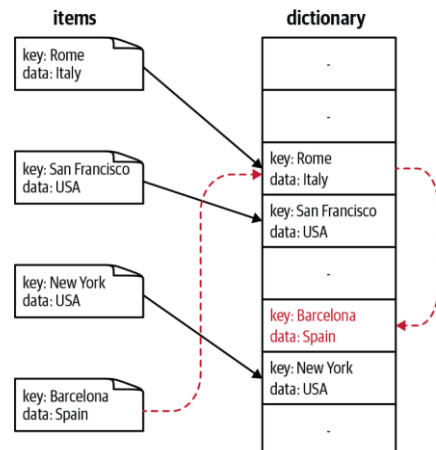 items
key: Rome
data: Italy
key: San Francisco
data: USA
key: New York
data: USA
key: Barcelona
data: Spain
dictionary
-
-
key: Rome
data: Italy
key: San Francisco
data: USA
-
key: Barcelona
data: Spain
key: New York
data: USA
-